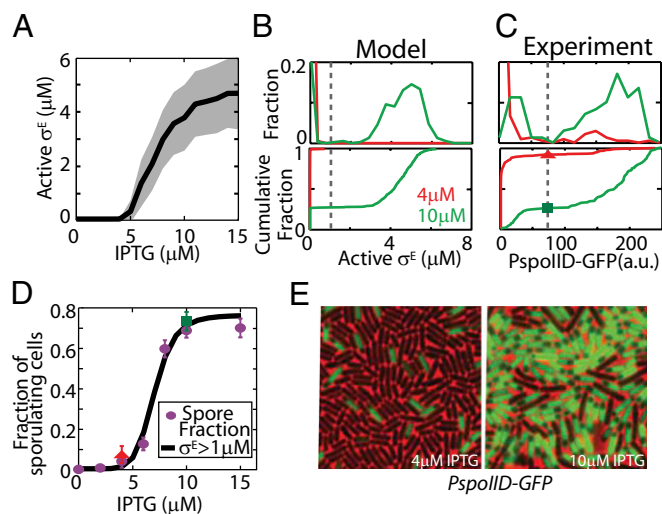 A
Active σᴱ (μM)
6
4
2
0
0
5
10
15
IPTG (μM)
B
Model
Fraction
0.2
0
Cumulative
Fraction
1
0
4μM
10μM
0
4
8
Active σᴱ (μM)
C
Experiment
0
100
200
PspoIID-GFP(a.u.)
D
Fraction of
sporulating cells
0.8
0.6
0.4
0.2
0.0
0
5
10
15
IPTG (μM)
Spore
Fraction
σᴱ>1μM
E
4μM IPTG
10μM IPTG
PspoIID-GFP